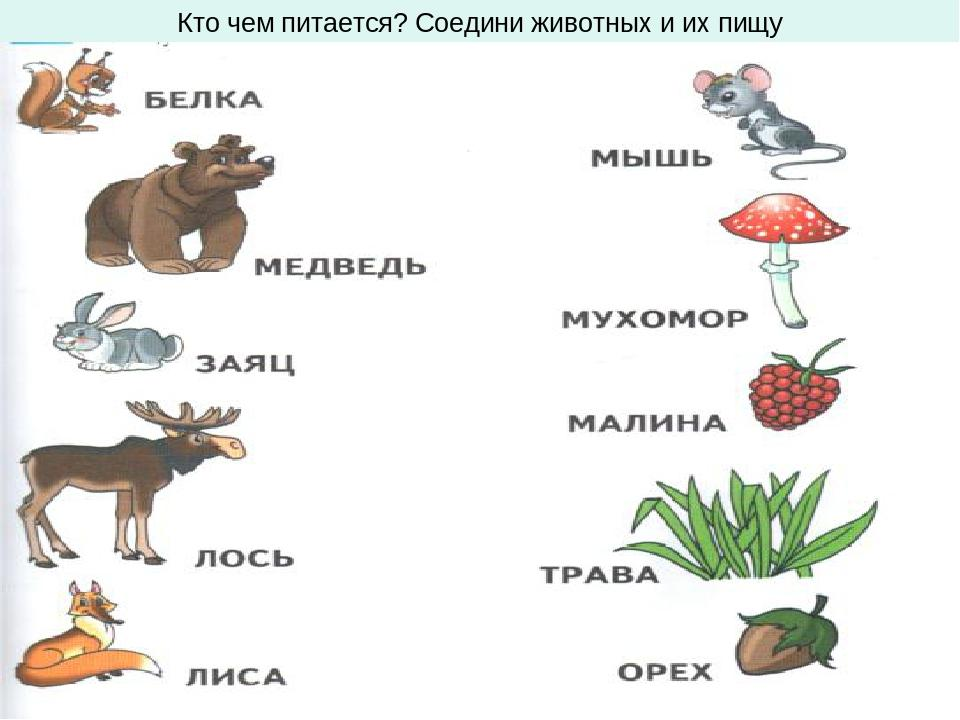 Кто чем питается? Соедини животных и их пищу
БЕЛКА
МЫШЬ
МЕДВЕДЬ
МУХОМОР
ЗАЯЦ
МАЛИНА
ЛОСЬ
ТРАВА
ЛИСА
ОРЕХ